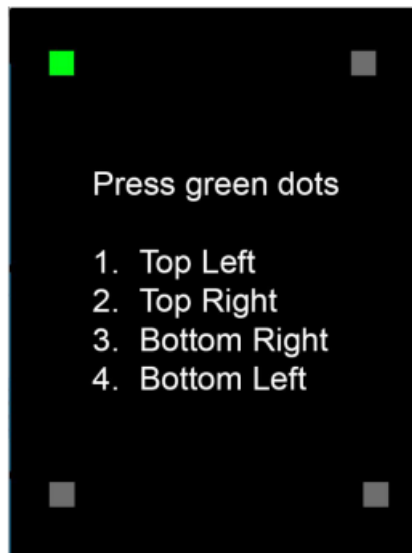 Press green dots
1. Top Left
2. Top Right
3. Bottom Right
4. Bottom Left